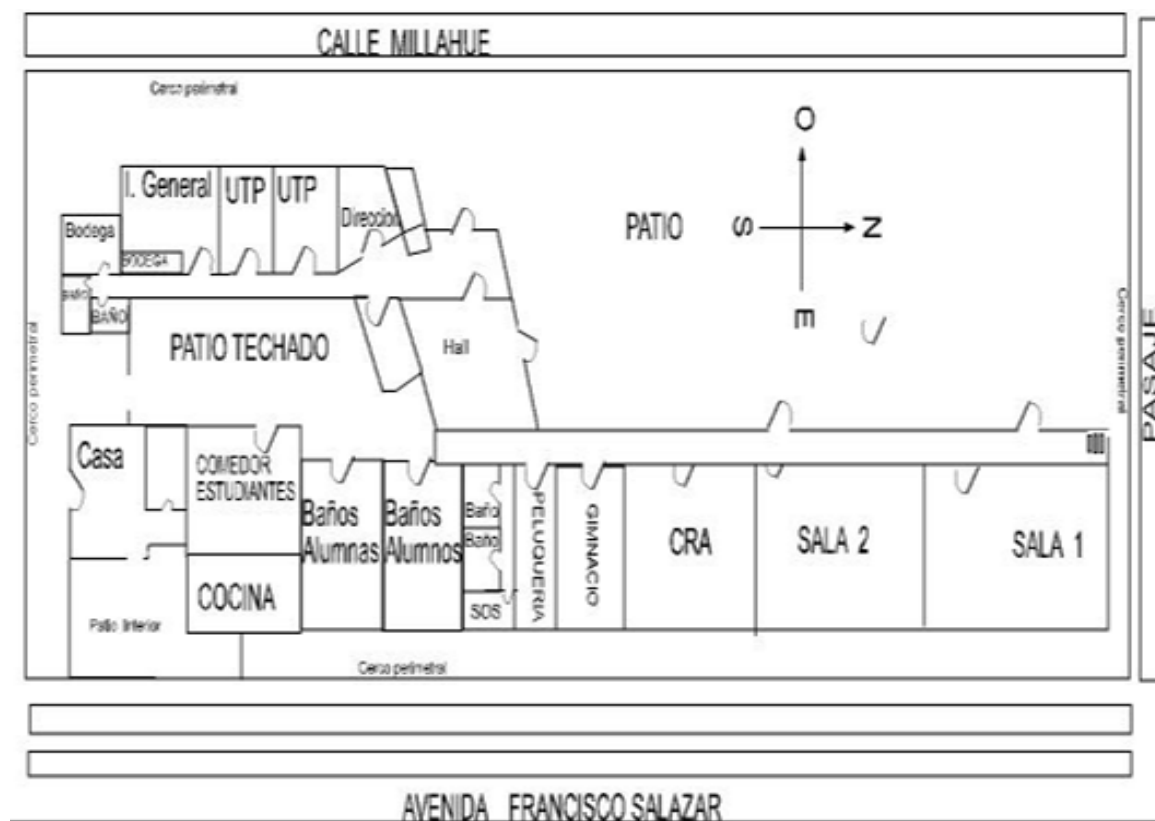 CALLE MILLAHUE
Cerco perimetral
O
S
N
E
I. General
UTP
UTP
Direccion
PATIO
Bodega
BODEGA
BAÑO
BAÑO
Cerco perimetral
PATIO TECHADO
Hall
Cerco perimetral
PASAJE
Casa
COMEDOR
ESTUDIANTES
Baños
Alumnas
Baños
Alumnos
Baño
Baño
SOS
PELUQUERIA
GIMNACIO
CRA
SALA 2
SALA 1
COCINA
Patio Interior
Cerco perimetral
AVENIDA FRANCISCO SALAZAR